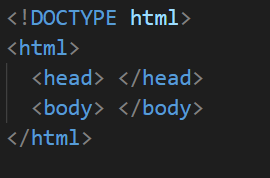 <!DOCTYPE html>
<html>
  <head> </head>
  <body> </body>
</html>